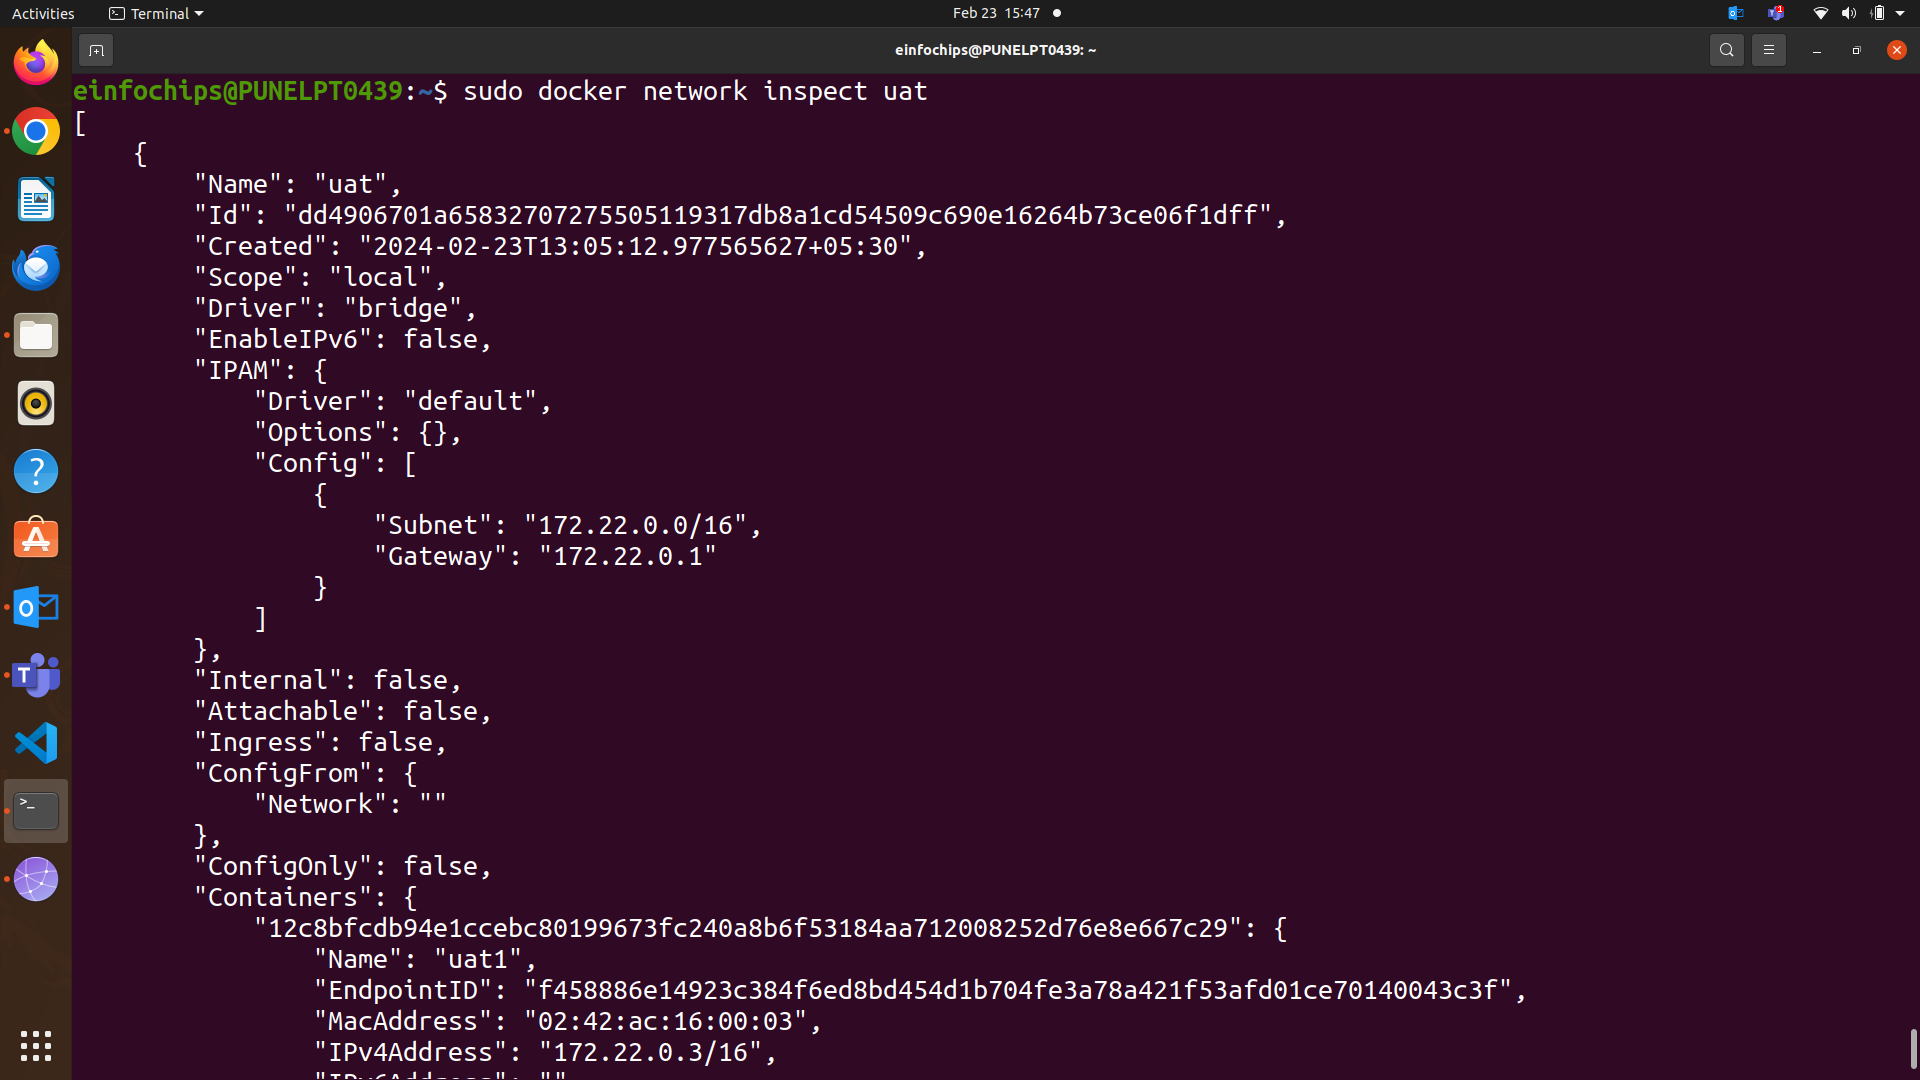 Activities
Terminal
Feb 23 15:47
1
einfochips@PUNELPT0439: ~
einfochips@PUNELPT0439:~$ sudo docker network inspect uat
[
    {
        "Name": "uat",
        "Id": "dd4906701a65832707275505119317db8a1cd54509c690e16264b73ce06f1dff",
        "Created": "2024-02-23T13:05:12.977565627+05:30",
        "Scope": "local",
        "Driver": "bridge",
        "EnableIPv6": false,
        "IPAM": {
            "Driver": "default",
            "Options": {},
            "Config": [
                {
                    "Subnet": "172.22.0.0/16",
                    "Gateway": "172.22.0.1"
                }
            ]
        },
        "Internal": false,
        "Attachable": false,
        "Ingress": false,
        "ConfigFrom": {
            "Network": ""
        },
        "ConfigOnly": false,
        "Containers": {
            "12c8bfcdb94e1ccebc80199673fc240a8b6f53184aa712008252d76e8e667c29": {
                "Name": "uat1",
                "EndpointID": "f458886e14923c384f6ed8bd454d1b704fe3a78a421f53afd01ce70140043c3f",
                "MacAddress": "02:42:ac:16:00:03",
                "IPv4Address": "172.22.0.3/16",
                "IPv6Address": ""